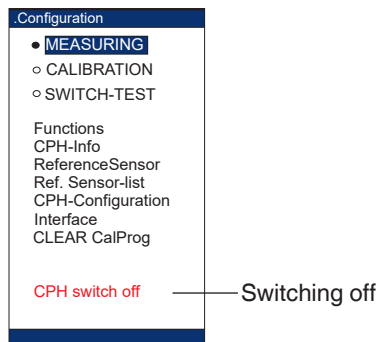 .Configuration
MEASURING
CALIBRATION
SWITCH-TEST
Functions
CPH-Info
ReferenceSensor
Ref. Sensor-list
CPH-Configuration
Interface
CLEAR CalProg
CPH switch off
Switching off